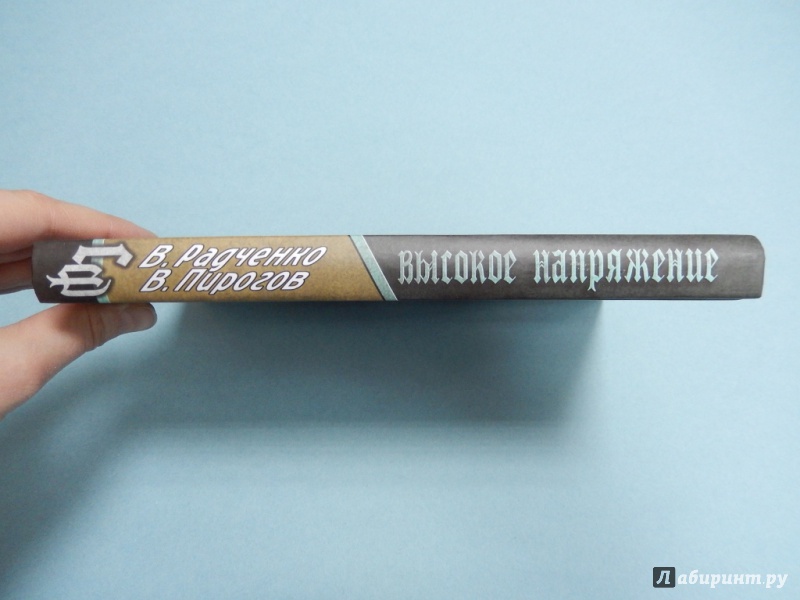 В. Радченко
В. Пирогов
высокое напряжение
Лабиринт.ру